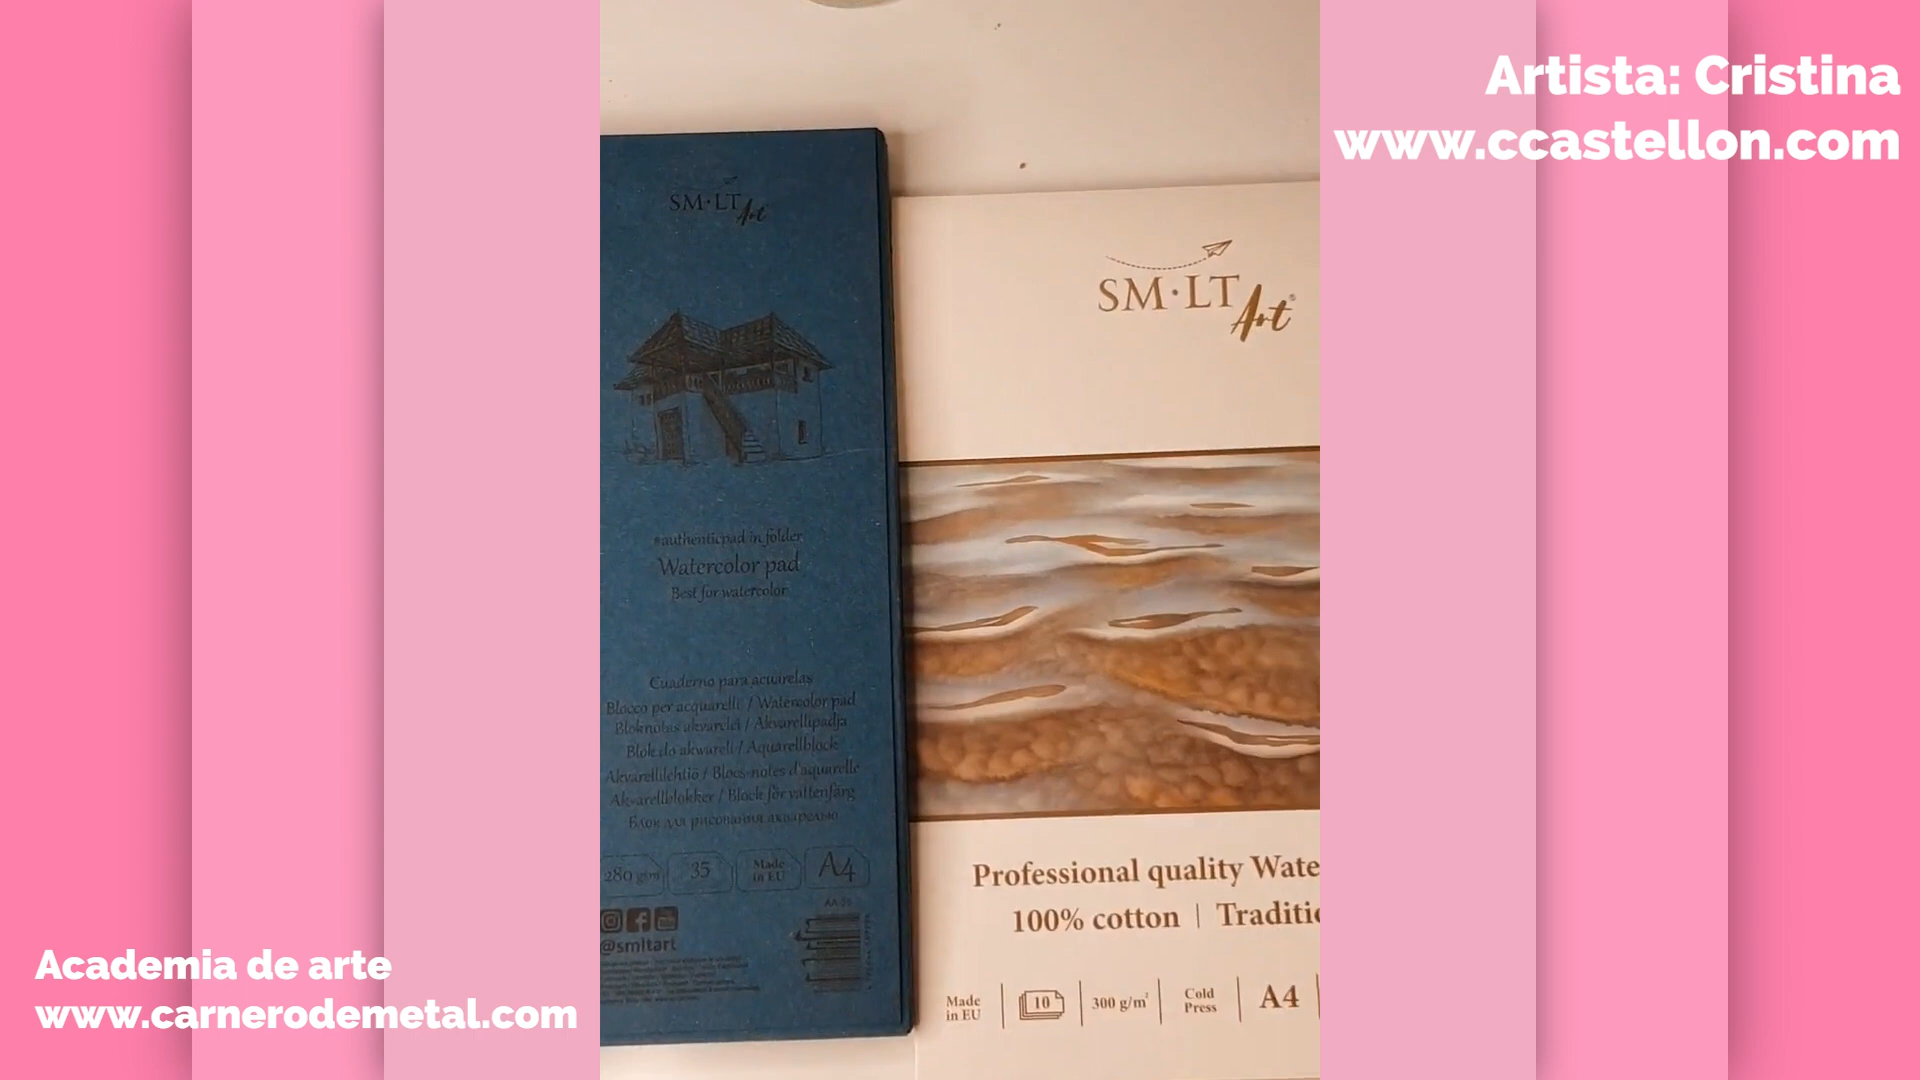 Artista: Cristina
www.ccastellon.com
SM·LT Art
#authenticpad in folder
Watercolor pad
Best for watercolor
Cuaderno para acuarelas
Blocco per acquarelli / Watercolor pad
Bloknotas akvarelei / Akvarellipadja
Blok do akwareli / Aquarellblock
Akvarellilehtiö / Blocs-notes d'aquarelle
Akvarellblokker / Block för vattenfärg
Блок для рисования акварелью
280 g/m
35
Made
in EU
A4
@smltart
SM·LT Art®
Professional quality Wate
100% cotton | Traditi
Made
in EU
10
300 g/m²
Cold
Press
A4
Academia de arte
www.carnerodemetal.com